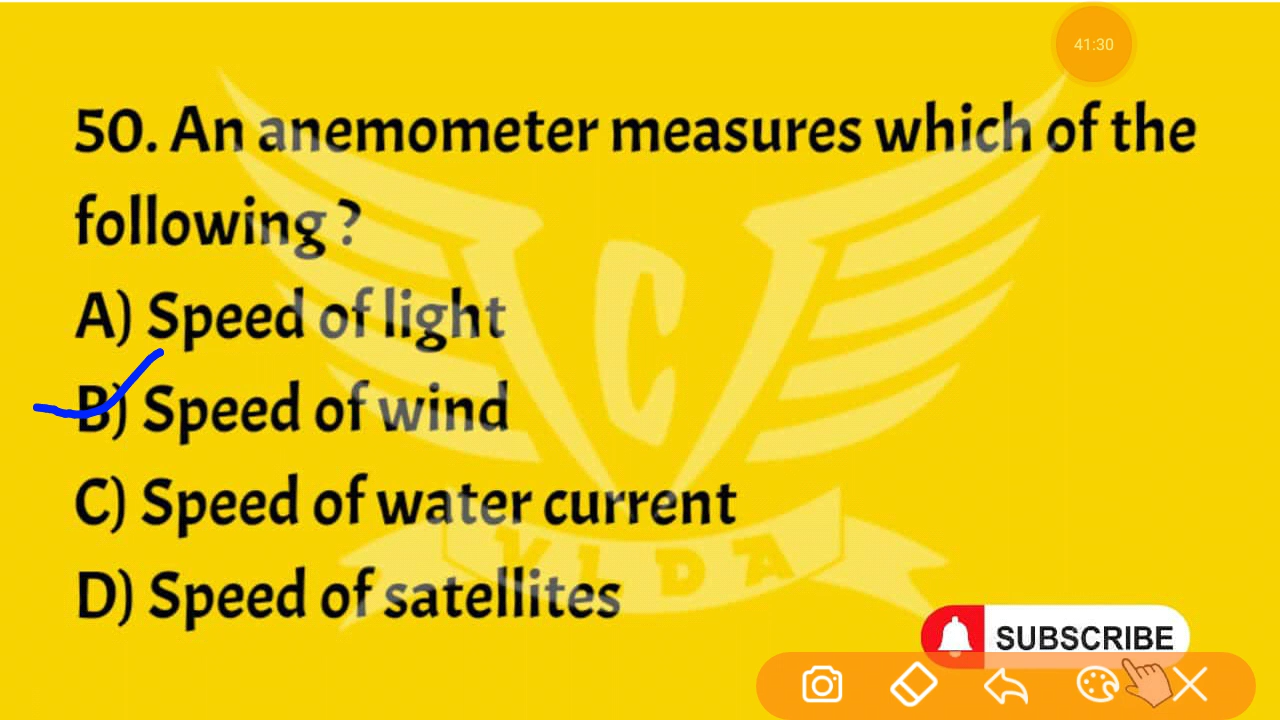 41:30
50. An anemometer measures which of the
following ?
A) Speed of light
B) Speed of wind
C) Speed of water current
D) Speed of satellites
SUBSCRIBE